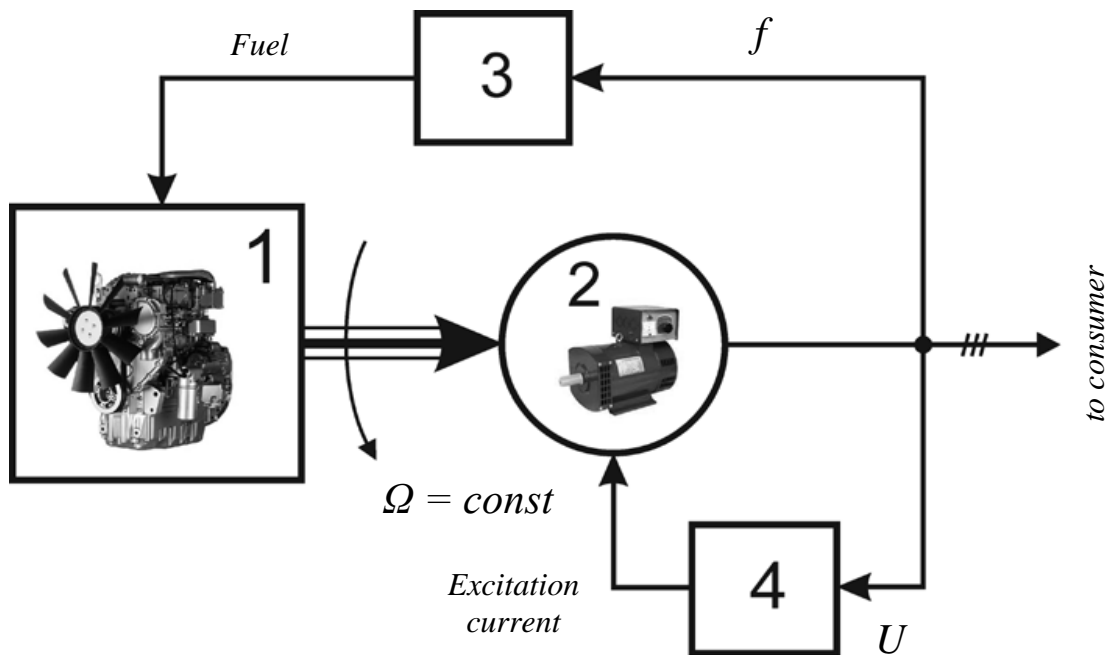 Fuel
f
3
1
2
to consumer
Ω = const
Excitation
current
4
U